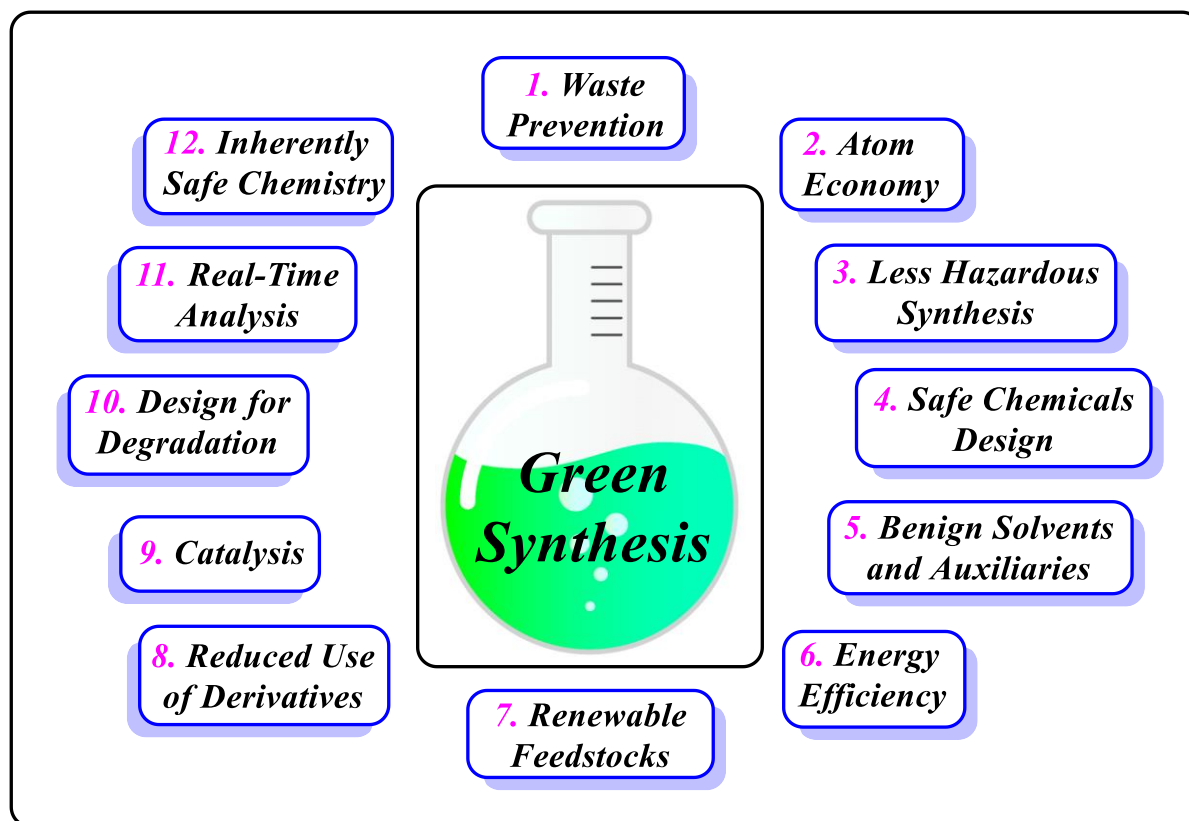 1. Waste
Prevention
2. Atom
Economy
3. Less Hazardous
Synthesis
4. Safe Chemicals
Design
5. Benign Solvents
and Auxiliaries
6. Energy
Efficiency
7. Renewable
Feedstocks
8. Reduced Use
of Derivatives
9. Catalysis
10. Design for
Degradation
11. Real-Time
Analysis
12. Inherently
Safe Chemistry
Green
Synthesis